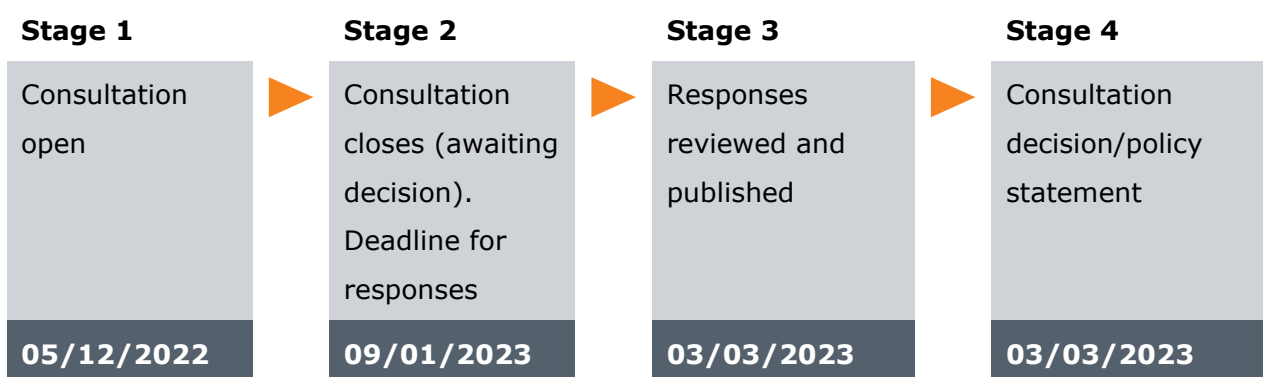 Stage 1
Consultation
open
05/12/2022
Stage 2
Consultation
closes (awaiting
decision).
Deadline for
responses
09/01/2023
Stage 3
Responses
reviewed and
published
03/03/2023
Stage 4
Consultation
decision/policy
statement
03/03/2023